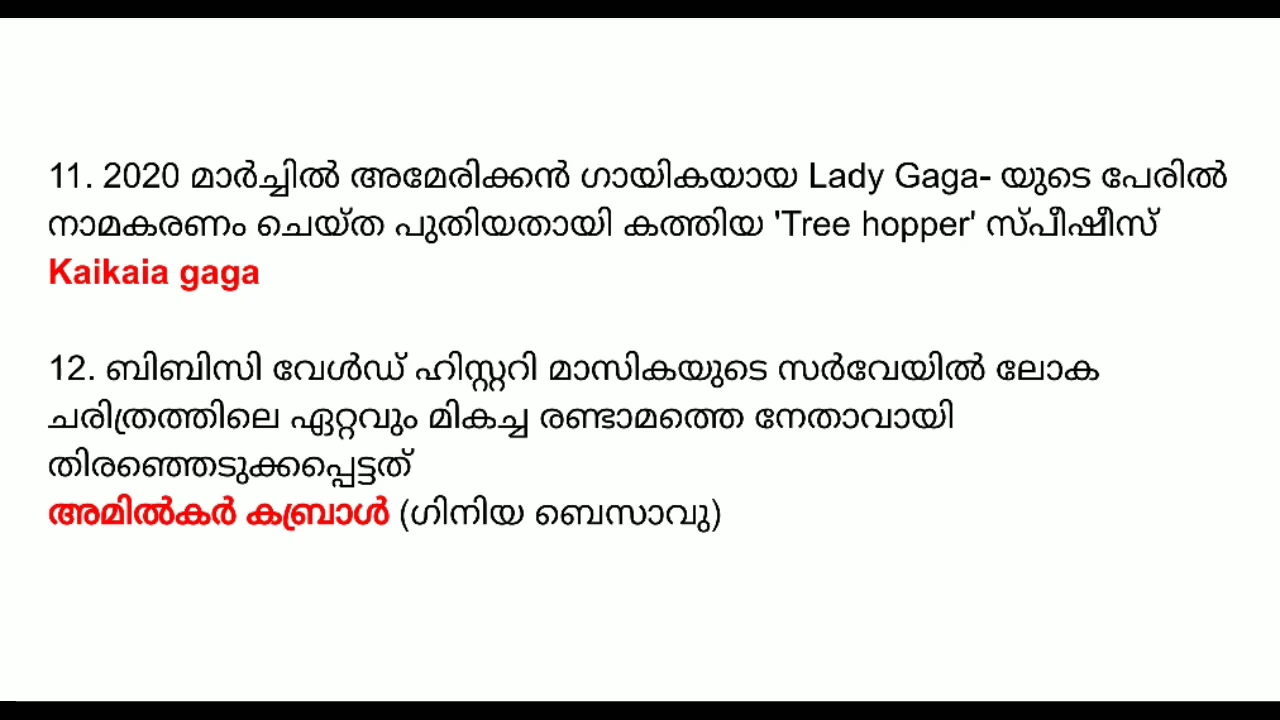 11. 2020 മാർച്ചിൽ അമേരിക്കൻ ഗായികയായ Lady Gaga- യുടെ പേരിൽ
നാമകരണം ചെയ്ത പുതിയതായി കത്തിയ 'Tree hopper' സ്പീഷീസ്
Kaikaia gaga
12. ബിബിസി വേൾഡ് ഹിസ്റ്ററി മാസികയുടെ സർവേയിൽ ലോക
ചരിത്രത്തിലെ ഏറ്റവും മികച്ച രണ്ടാമത്തെ നേതാവായി
തിരഞ്ഞെടുക്കപ്പെട്ടത്
അമിൽകർ കബ്രാൾ (ഗിനിയ ബെസാവു)